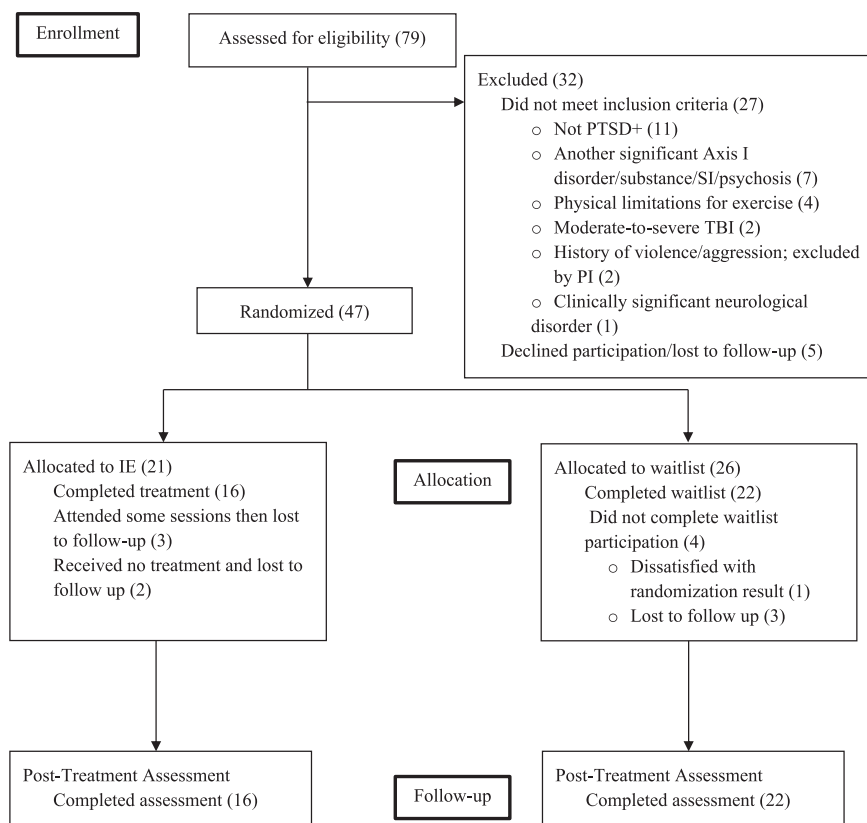 Enrollment
Assessed for eligibility (79)
Excluded (32)
Did not meet inclusion criteria (27)
○ Not PTSD+ (11)
○ Another significant Axis I
disorder/substance/SI/psychosis (7)
○ Physical limitations for exercise (4)
○ Moderate-to-severe TBI (2)
○ History of violence/aggression; excluded
by PI (2)
○ Clinically significant neurological
disorder (1)
Declined participation/lost to follow-up (5)
Randomized (47)
Allocated to IE (21)
Completed treatment (16)
Attended some sessions then lost
to follow-up (3)
Received no treatment and lost to
follow up (2)
Allocation
Allocated to waitlist (26)
Completed waitlist (22)
Did not complete waitlist
participation (4)
○ Dissatisfied with
randomization result (1)
○ Lost to follow up (3)
Post-Treatment Assessment
Completed assessment (16)
Follow-up
Post-Treatment Assessment
Completed assessment (22)